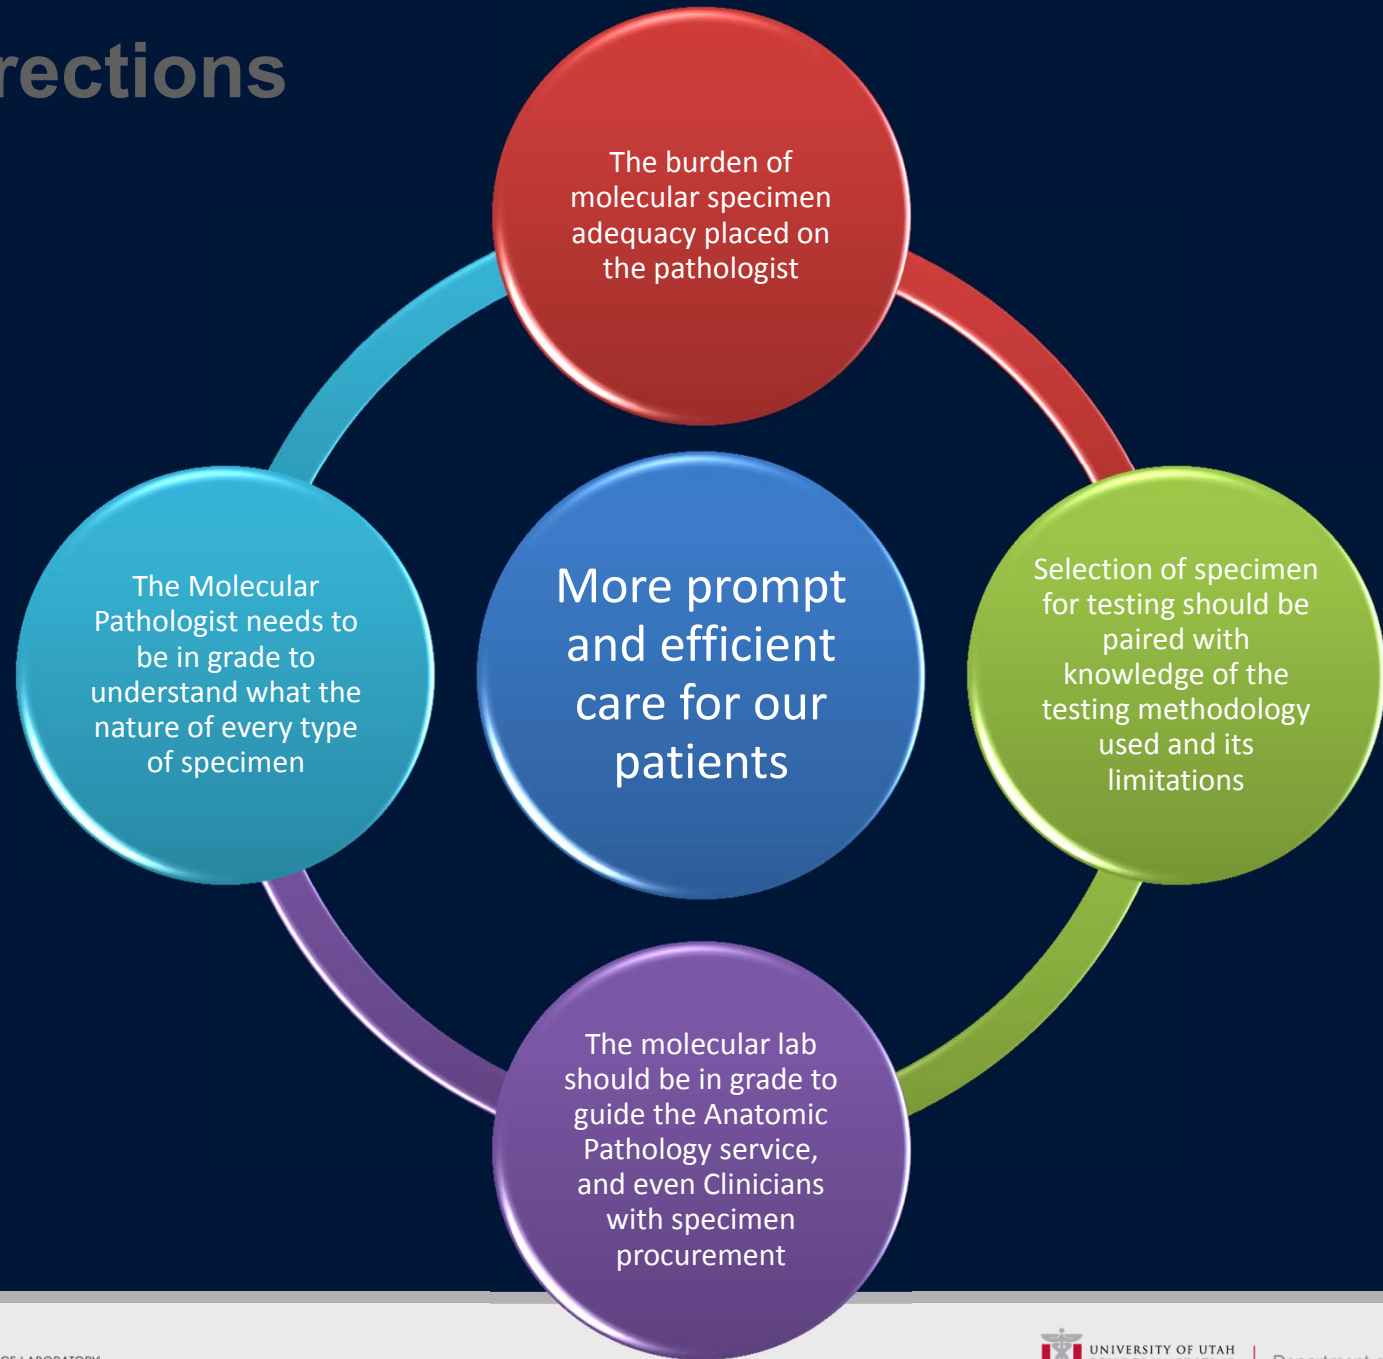 rections
The burden of
molecular specimen
adequacy placed on
the pathologist
The Molecular
Pathologist needs to
be in grade to
understand what the
nature of every type
of specimen
More prompt
and efficient
care for our
patients
Selection of specimen
for testing should be
paired with
knowledge of the
testing methodology
used and its
limitations
The molecular lab
should be in grade to
guide the Anatomic
Pathology service,
and even Clinicians
with specimen
procurement
UNIVERSITY OF UTAH